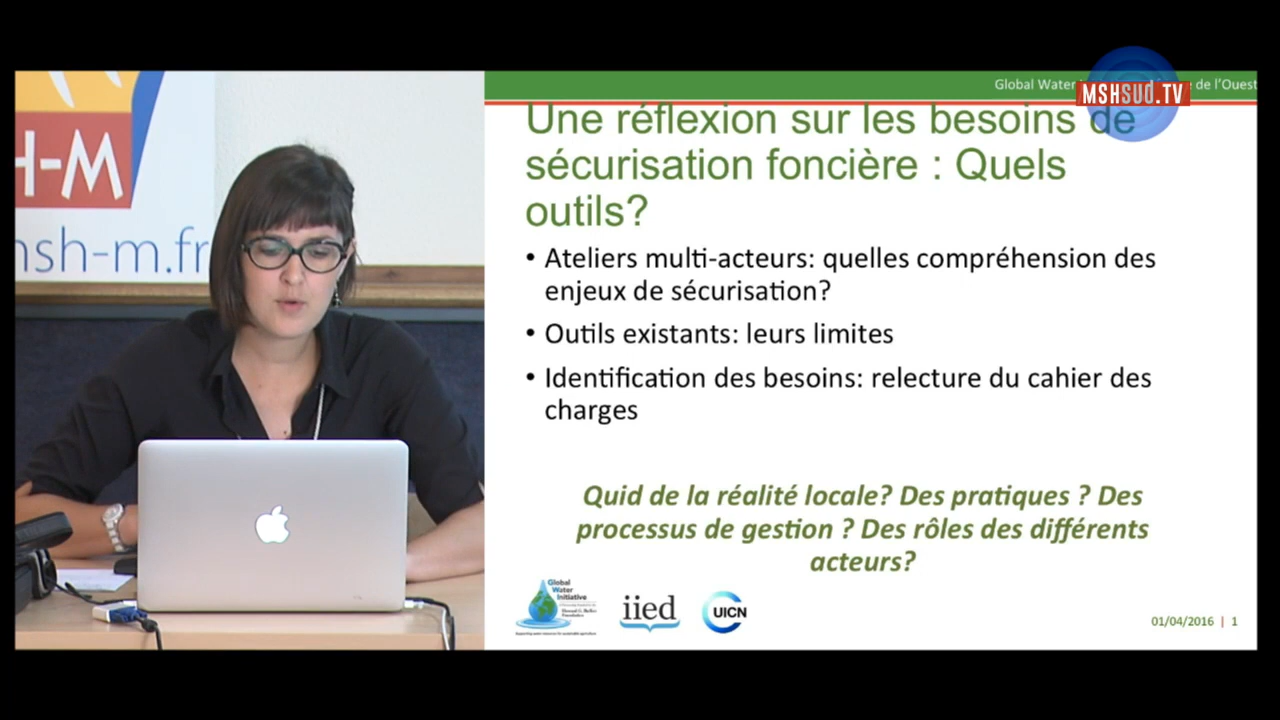 H-M
msh-m.fr
Global Water
de l'Ouest
MSHSUD.TV
Une réflexion sur les besoins de
sécurisation foncière : Quels
outils?
• Ateliers multi-acteurs: quelles compréhension des
enjeux de sécurisation?
• Outils existants: leurs limites
• Identification des besoins: relecture du cahier des
charges
Quid de la réalité locale? Des pratiques ? Des
processus de gestion ? Des rôles des différents
acteurs?
Global
Water
Initiative
iied
UICN
01/04/2016 | 1